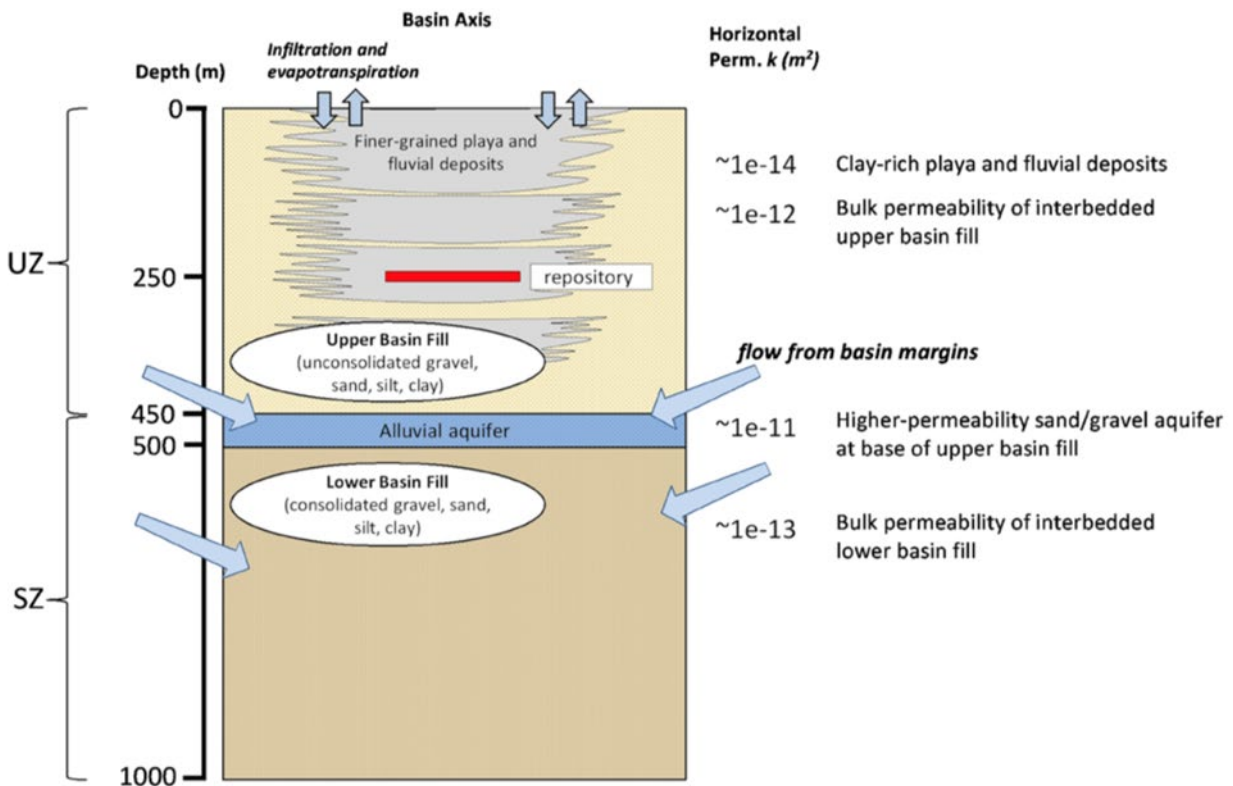 Basin Axis
Infiltration and
evapotranspiration
Depth (m)
Horizontal
Perm. k (m²)
0
Finer-grained playa and
fluvial deposits
~1e-14 Clay-rich playa and fluvial deposits
~1e-12 Bulk permeability of interbedded
upper basin fill
UZ
250
repository
Upper Basin Fill
(unconsolidated gravel,
sand, silt, clay)
flow from basin margins
450
Alluvial aquifer
500
~1e-11 Higher-permeability sand/gravel aquifer
at base of upper basin fill
Lower Basin Fill
(consolidated gravel, sand,
silt, clay)
~1e-13 Bulk permeability of interbedded
lower basin fill
SZ
1000